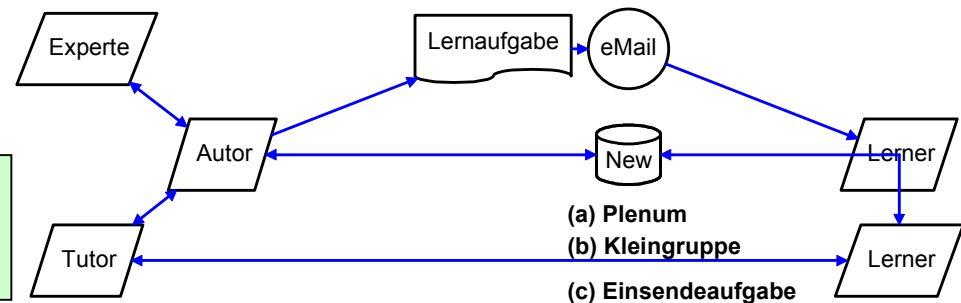 Experte
Lernaufgabe
eMail
Autor
New
Lerner
(a) Plenum
(b) Kleingruppe
Tutor
Lerner
(c) Einsendeaufgabe